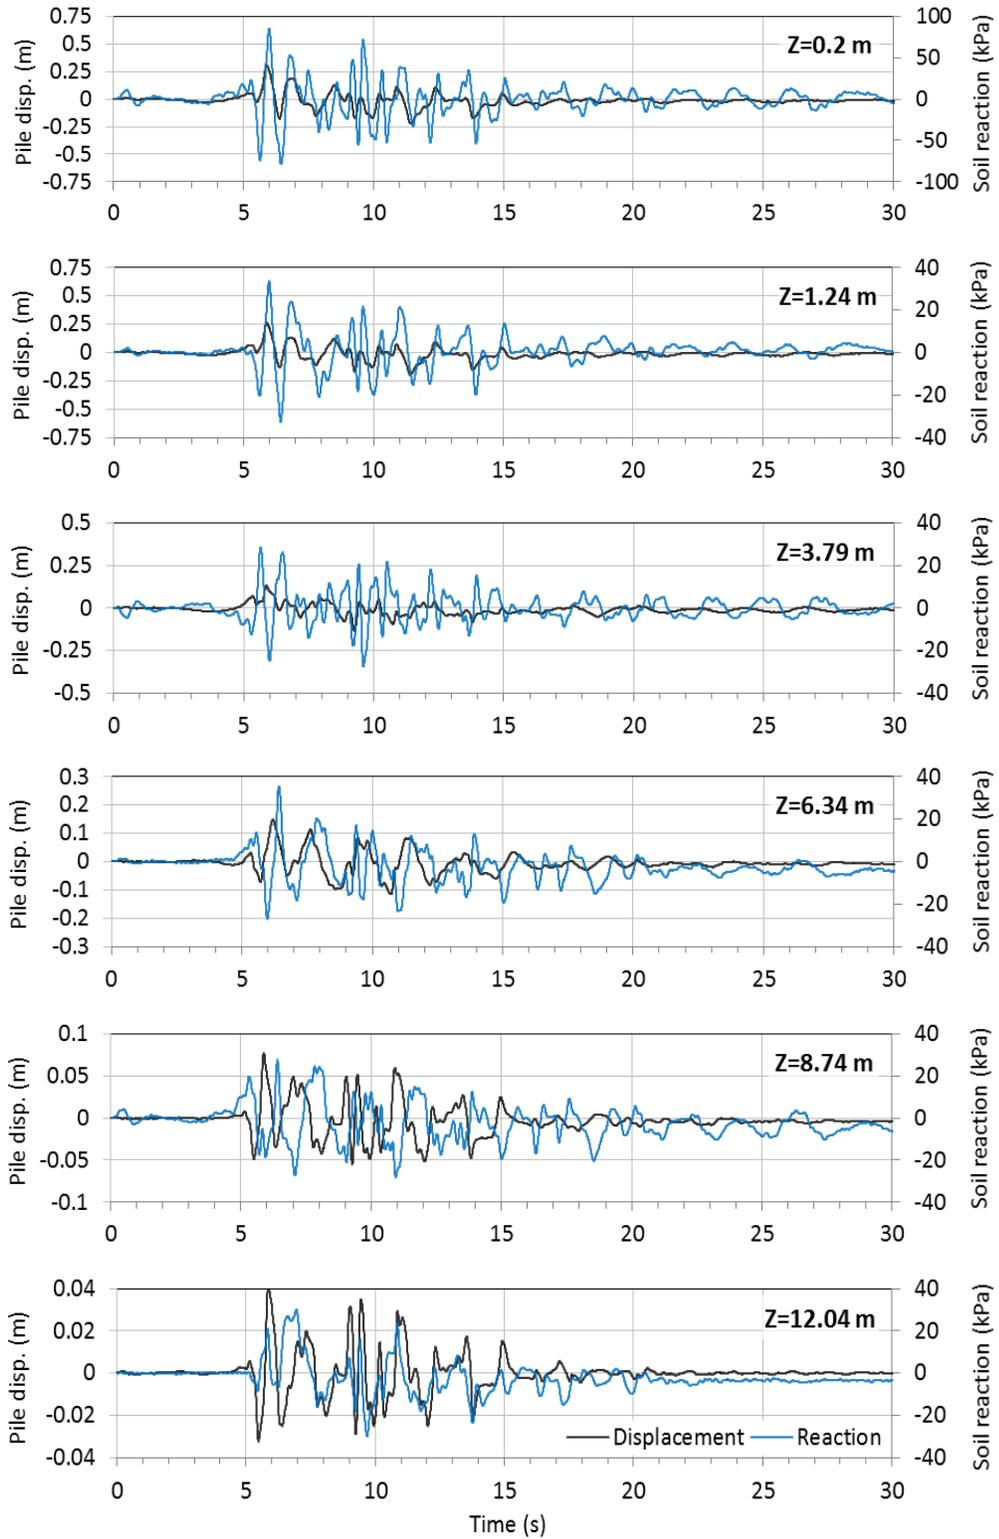 0.75
0.5
0.25
0
-0.25
-0.5
-0.75
Pile disp. (m)
Z=0.2 m
100
50
0
-50
-100
Soil reaction (kPa)
0 5 10 15 20 25 30
0.75
0.5
0.25
0
-0.25
-0.5
-0.75
Pile disp. (m)
Z=1.24 m
40
20
0
-20
-40
Soil reaction (kPa)
0 5 10 15 20 25 30
0.5
0.25
0
-0.25
-0.5
Pile disp. (m)
Z=3.79 m
40
20
0
-20
-40
Soil reaction (kPa)
0 5 10 15 20 25 30
0.3
0.2
0.1
0
-0.1
-0.2
-0.3
Pile disp. (m)
Z=6.34 m
40
20
0
-20
-40
Soil reaction (kPa)
0 5 10 15 20 25 30
0.1
0.05
0
-0.05
-0.1
Pile disp. (m)
Z=8.74 m
40
20
0
-20
-40
Soil reaction (kPa)
0 5 10 15 20 25 30
0.04
0.02
0
-0.02
-0.04
Pile disp. (m)
Z=12.04 m
Displacement Reaction
40
20
0
-20
-40
Soil reaction (kPa)
0 5 10 15 20 25 30
Time (s)